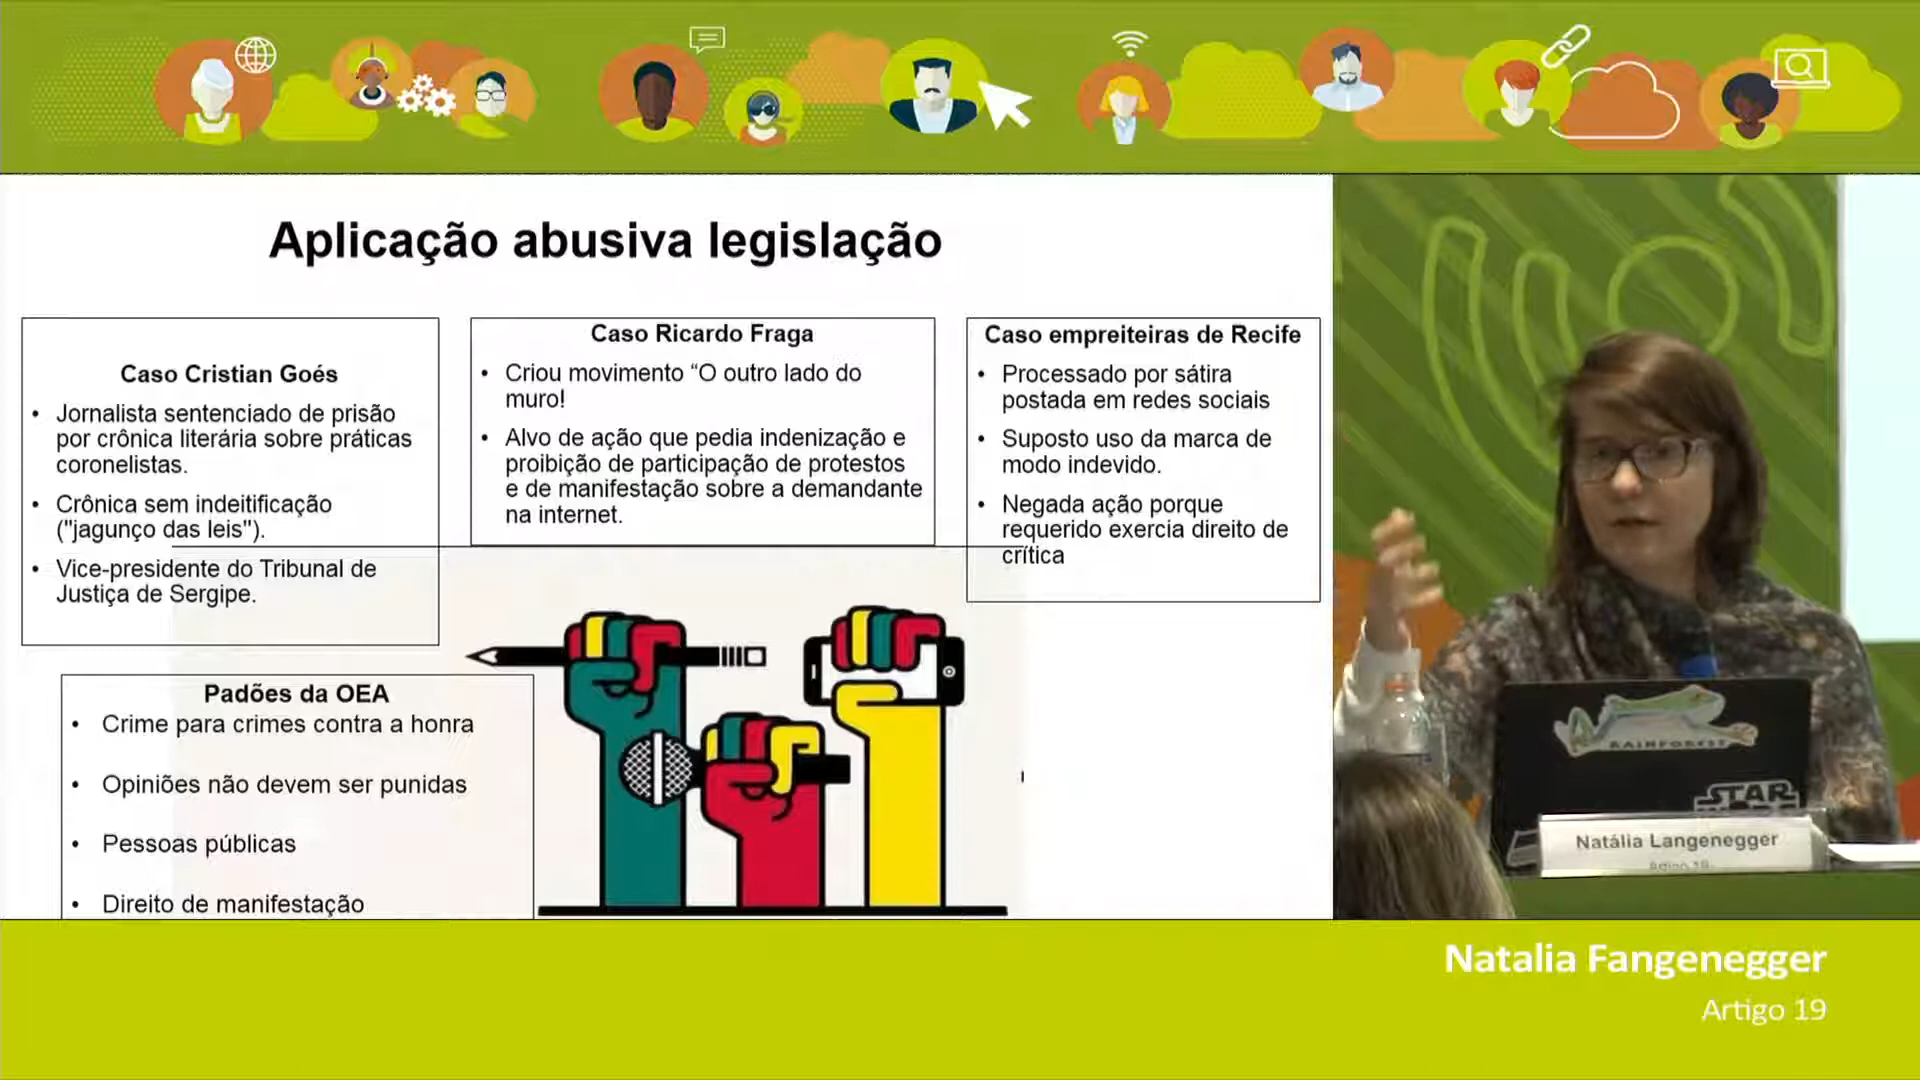 Aplicação abusiva legislação
Caso Cristian Goés
• Jornalista sentenciado de prisão
por crônica literária sobre práticas
coronelistas.
• Crônica sem indeitificação
("jagunço das leis").
• Vice-presidente do Tribunal de
Justiça de Sergipe.
Caso Ricardo Fraga
• Criou movimento “O outro lado do
muro!
• Alvo de ação que pedia indenização e
proibição de participação de protestos
e de manifestação sobre a demandante
na internet.
Caso empreiteiras de Recife
• Processado por sátira
postada em redes sociais
• Suposto uso da marca de
modo indevido.
• Negada ação porque
requerido exercia direito de
crítica
Padões da OEA
• Crime para crimes contra a honra
• Opiniões não devem ser punidas
• Pessoas públicas
• Direito de manifestação
RAINFOREST
STAR
Natália Langenegger
Artigo 19
Natalia Fangenegger
Artigo 19